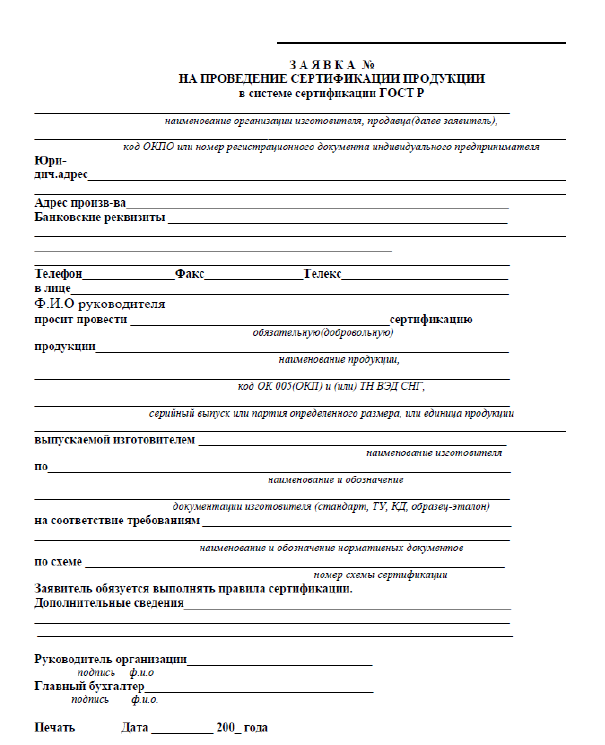 З А Я В К А №
НА ПРОВЕДЕНИЕ СЕРТИФИКАЦИИ ПРОДУКЦИИ
в системе сертификации ГОСТ Р
наименование организации изготовителя, продавца(далее заявитель),
код ОКПО или номер регистрационного документа индивидуального предпринимателя
Юри-
дич.адрес
Адрес произв-ва
Банковские реквизиты
Телефон Факс Телекс
в лице
Ф.И.О руководителя
просит провести сертификацию
обязательную(добровольную)
продукции
наименование продукции,
код ОК 005(ОКП) и (или) ТН ВЭД СНГ,
серийный выпуск или партия определенного размера, или единица продукции
выпускаемой изготовителем
наименование изготовителя
по
наименование и обозначение
документации изготовителя (стандарт, ТУ, КД, образец-эталон)
на соответствие требованиям
наименование и обозначение нормативных документов
по схеме
номер схемы сертификации
Заявитель обязуется выполнять правила сертификации.
Дополнительные сведения
Руководитель организации
подпись ф.и.о
Главный бухгалтер
подпись ф.и.о.
Печать Дата 200_ года